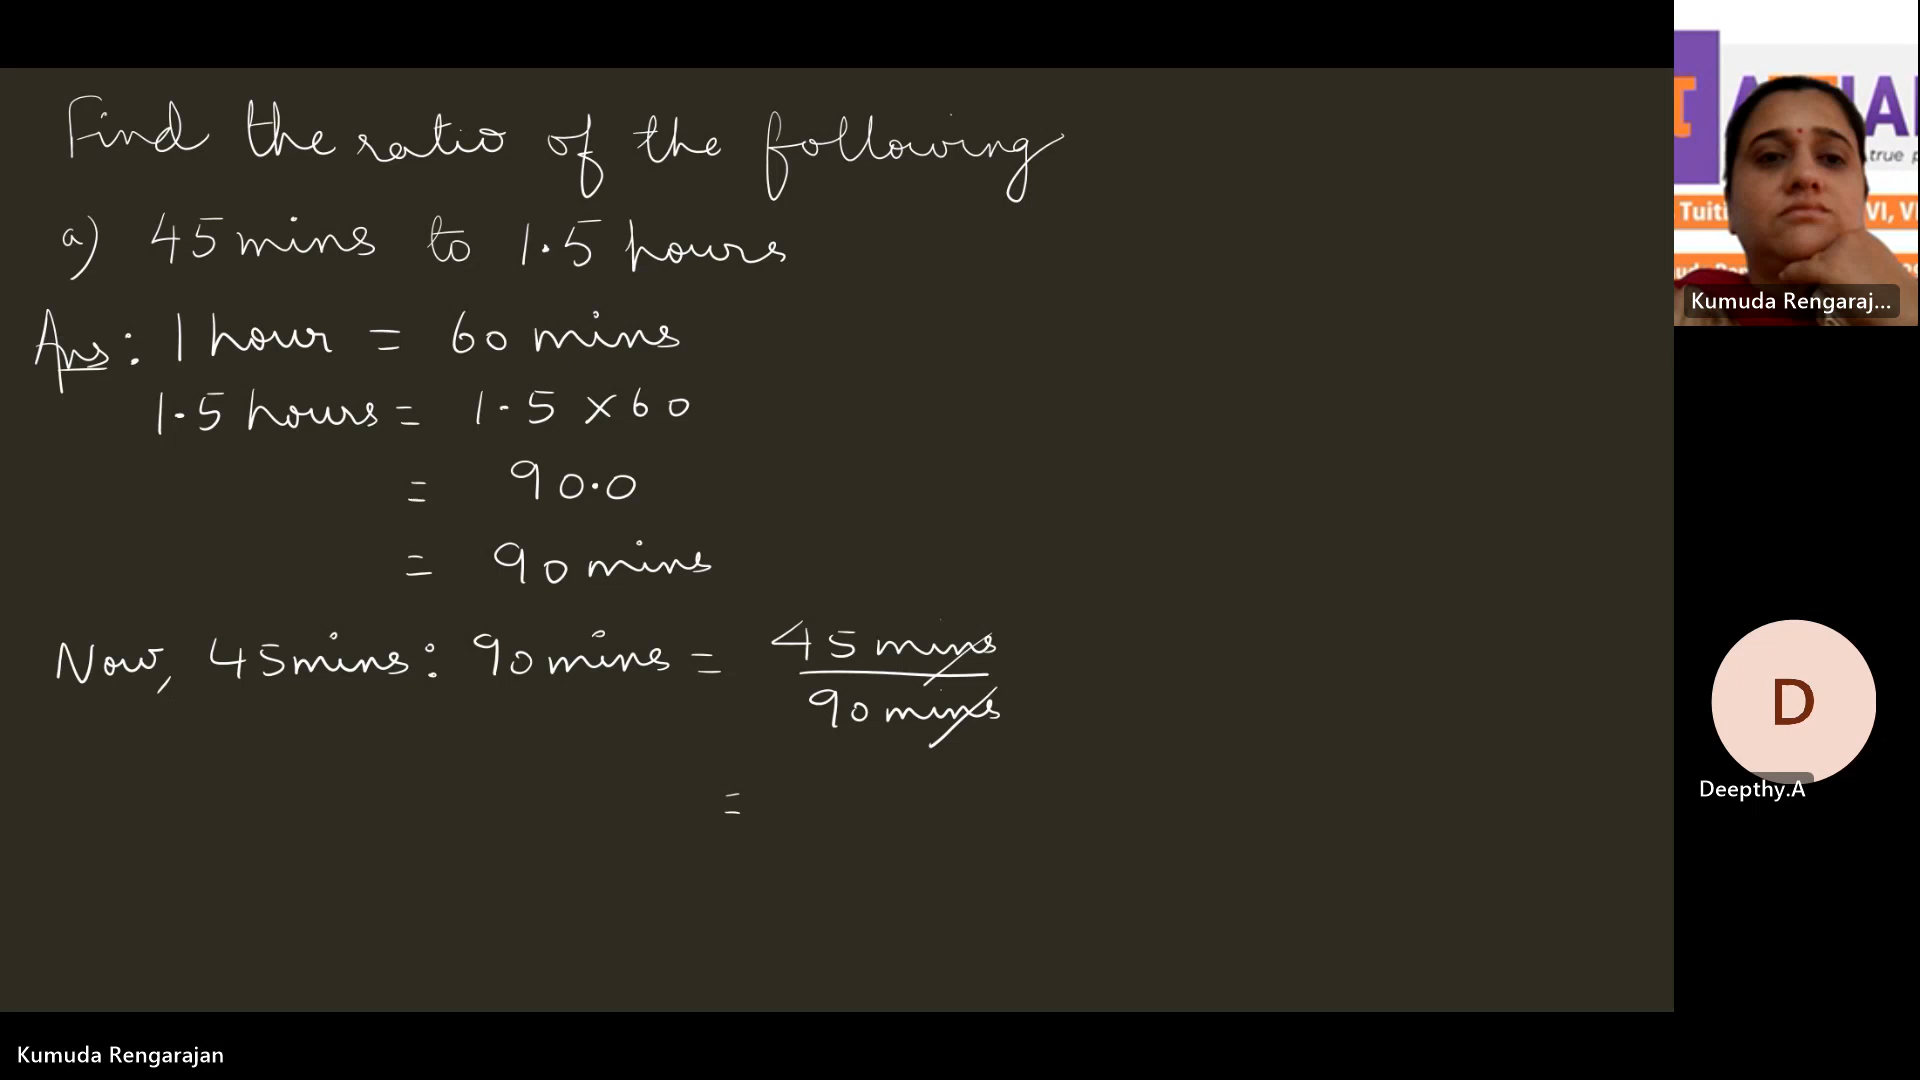 Find the ratio of the following
a) 45 mins to 1.5 hours
Ans: 1 hour = 60 mins
1.5 hours = 1.5 × 60
= 90.0
= 90 mins
Now, 45 mins : 90 mins = 45 mins
90 mins
=
true
VI,
Kumuda Rengaraj...
D
Deepthy.A
Kumuda Rengarajan